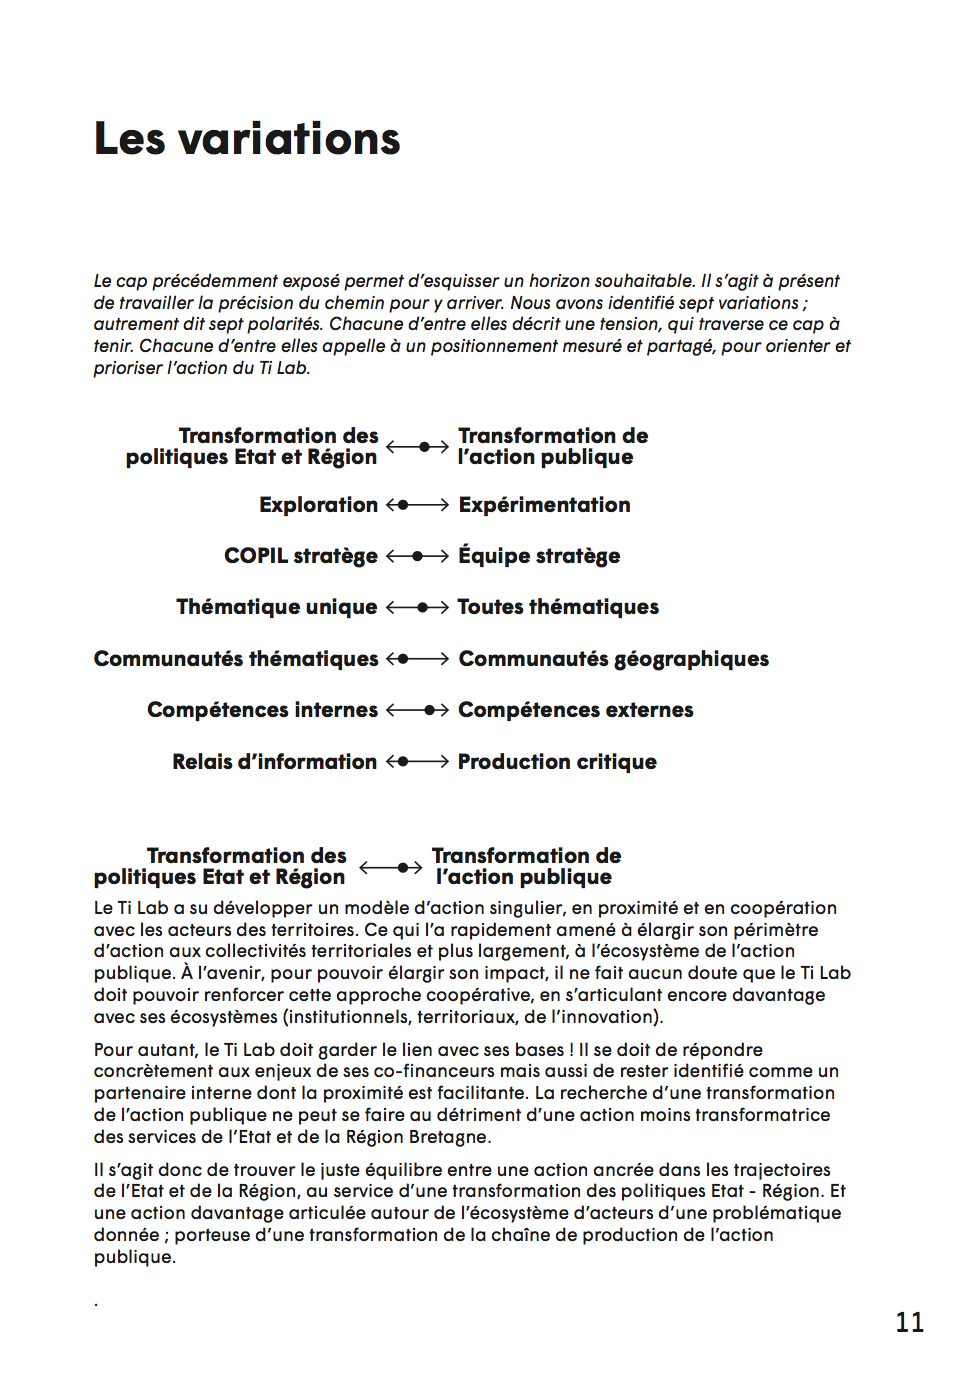 Les variations
Le cap précédemment exposé permet d’esquisser un horizon souhaitable. Il s’agit à présent
de travailler la précision du chemin pour y arriver. Nous avons identifié sept variations ;
autrement dit sept polarités. Chacune d’entre elles décrit une tension, qui traverse ce cap à
tenir. Chacune d’entre elles appelle à un positionnement mesuré et partagé, pour orienter et
prioriser l’action du Ti Lab.
Transformation des politiques Etat et Région Transformation de l’action publique
Exploration Expérimentation
COPIL stratège Équipe stratège
Thématique unique Toutes thématiques
Communautés thématiques Communautés géographiques
Compétences internes Compétences externes
Relais d’information Production critique
Transformation des politiques Etat et Région Transformation de l’action publique
Le Ti Lab a su développer un modèle d’action singulier, en proximité et en coopération
avec les acteurs des territoires. Ce qui l’a rapidement amené à élargir son périmètre
d’action aux collectivités territoriales et plus largement, à l’écosystème de l’action
publique. À l’avenir, pour pouvoir élargir son impact, il ne fait aucun doute que le Ti Lab
doit pouvoir renforcer cette approche coopérative, en s’articulant encore davantage
avec ses écosystèmes (institutionnels, territoriaux, de l’innovation).
Pour autant, le Ti Lab doit garder le lien avec ses bases ! Il se doit de répondre
concrètement aux enjeux de ses co-financeurs mais aussi de rester identifié comme un
partenaire interne dont la proximité est facilitante. La recherche d’une transformation
de l’action publique ne peut se faire au détriment d’une action moins transformatrice
des services de l’Etat et de la Région Bretagne.
Il s’agit donc de trouver le juste équilibre entre une action ancrée dans les trajectoires
de l’Etat et de la Région, au service d’une transformation des politiques Etat - Région. Et
une action davantage articulée autour de l’écosystème d’acteurs d’une problématique
donnée ; porteuse d’une transformation de la chaîne de production de l’action
publique.
.
11